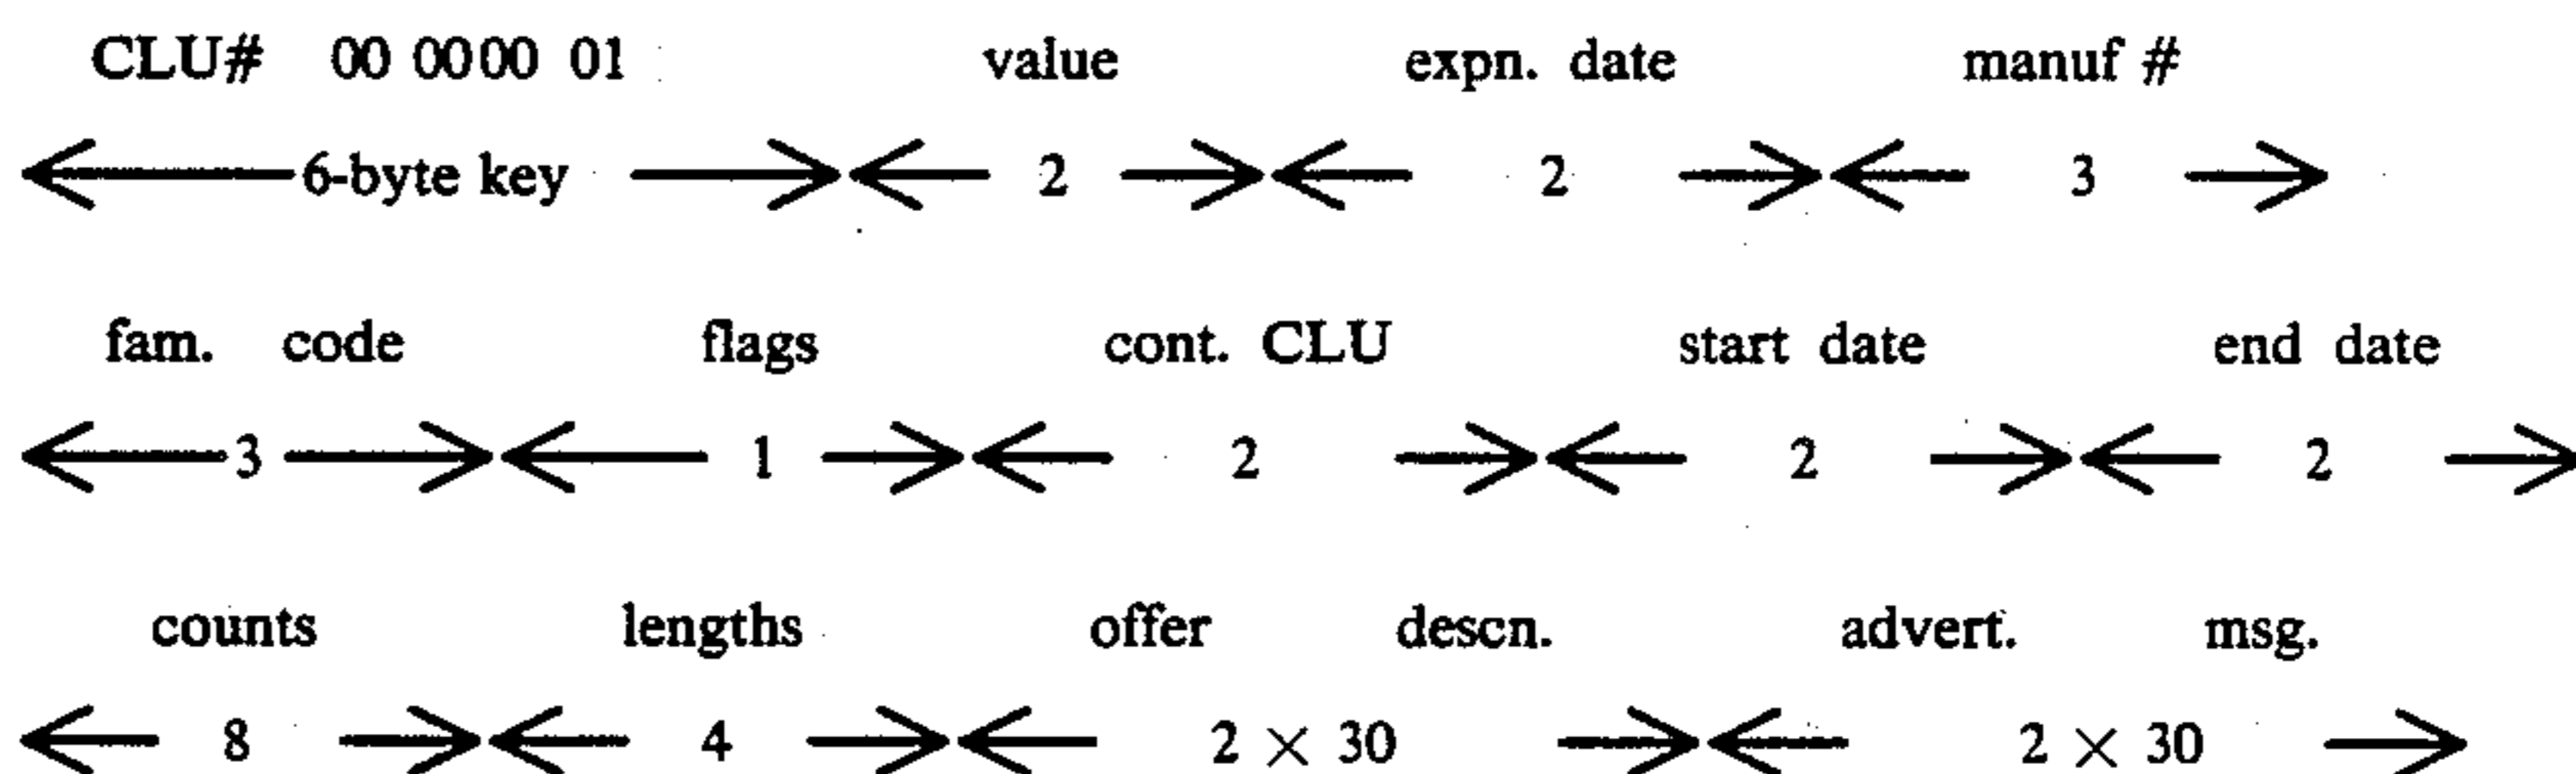 CLU# 00 0000 01 value expn. date manuf #
6-byte key 2 2 3
fam. code flags cont. CLU start date end date
3 1 2 2 2
counts lengths offer descn. advert. msg.
8 4 2 × 30 2 × 30